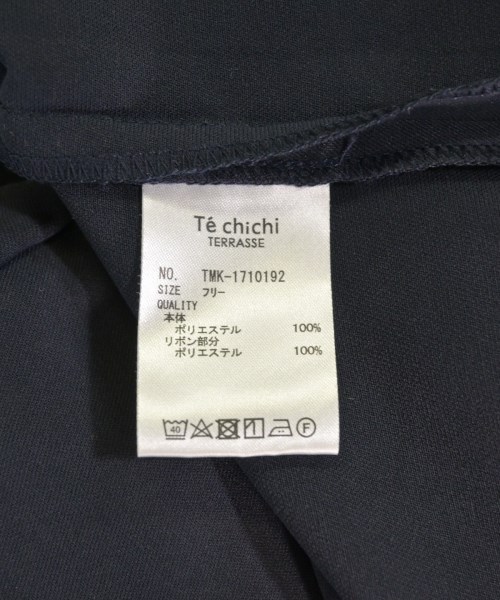 Té chichi
TERRASSE
NO. TMK-1710192
SIZE フリー
QUALITY
本体
ポリエステル 100%
リボン部分
ポリエステル 100%
40 F